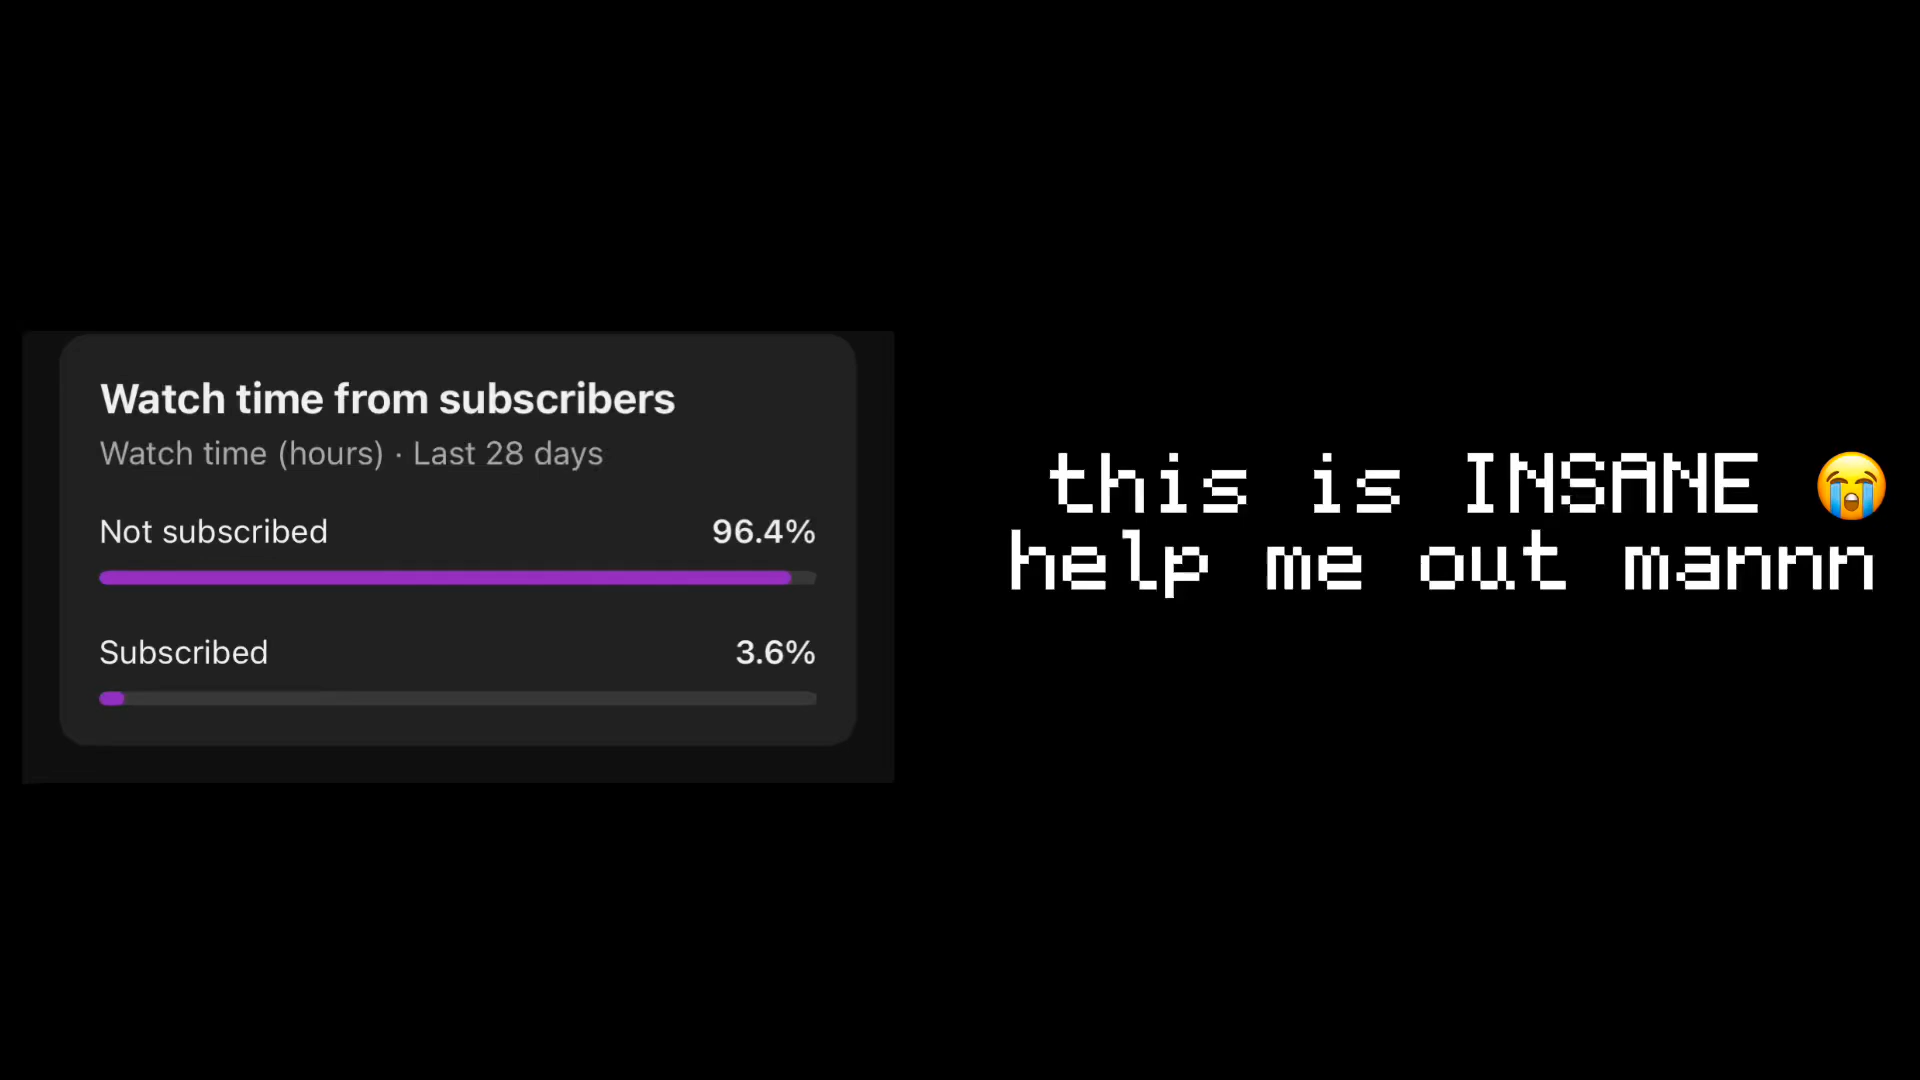 Watch time from subscribers
Watch time (hours) · Last 28 days
Not subscribed 96.4%
Subscribed 3.6%
this is INSANE 😭
help me out mannn